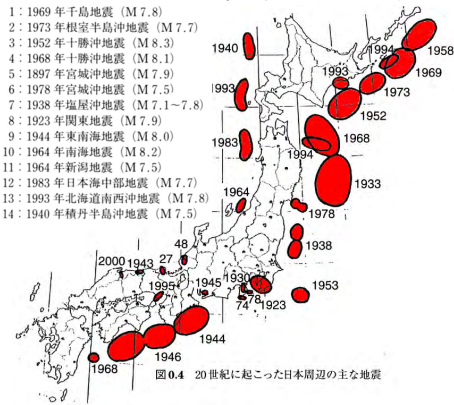 1：1969 年千島地震（M 7.8）
2：1973 年根室半島沖地震（M 7.7）
3：1952 年十勝沖地震（M 8.3）
4：1968 年十勝沖地震（M 8.1）
5：1897 年宮城沖地震（M 7.9）
6：1978 年宮城沖地震（M 7.5）
7：1938 年塩屋沖地震（M 7.1〜7.8）
8：1923 年関東地震（M 7.9）
9：1944 年東南海地震（M 8.0）
10：1964 年南海地震（M 8.2）
11：1964 年新潟地震（M 7.5）
12：1983 年日本海中部地震（M 7.7）
13：1993 年北海道南西沖地震（M 7.8）
14：1940 年積丹半島沖地震（M 7.5）
1940
1994
1958
1993
1969
1993
1973
1952
1983
1968
1994
1933
1964
1978
48
1938
2000
1943
27
1945
1930
1953
1995
78
74
1923
1944
1946
1968
図 0.4　20 世紀に起こった日本周辺の主な地震